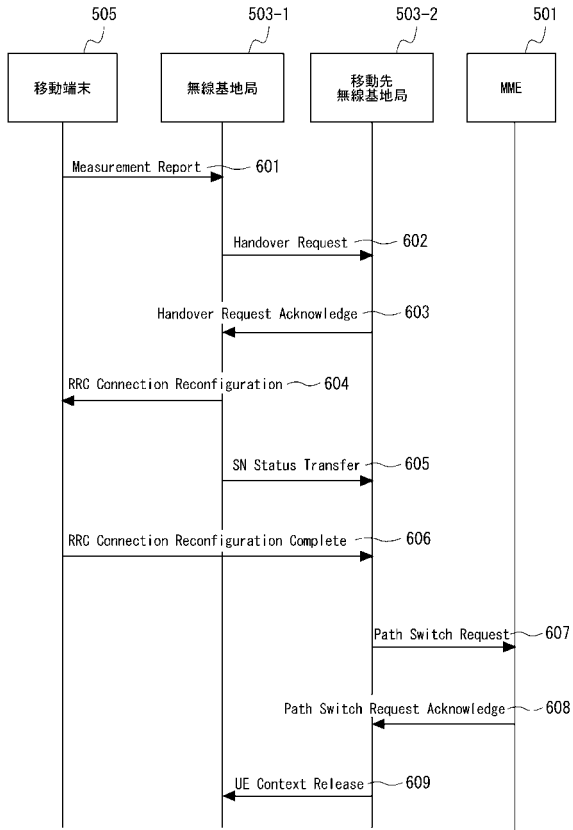 505
503-1
503-2
501
移動端末
無線基地局
移動先
無線基地局
MME
Measurement Report
601
Handover Request
602
Handover Request Acknowledge
603
RRC Connection Reconfiguration
604
SN Status Transfer
605
RRC Connection Reconfiguration Complete
606
Path Switch Request
607
Path Switch Request Acknowledge
608
UE Context Release
609